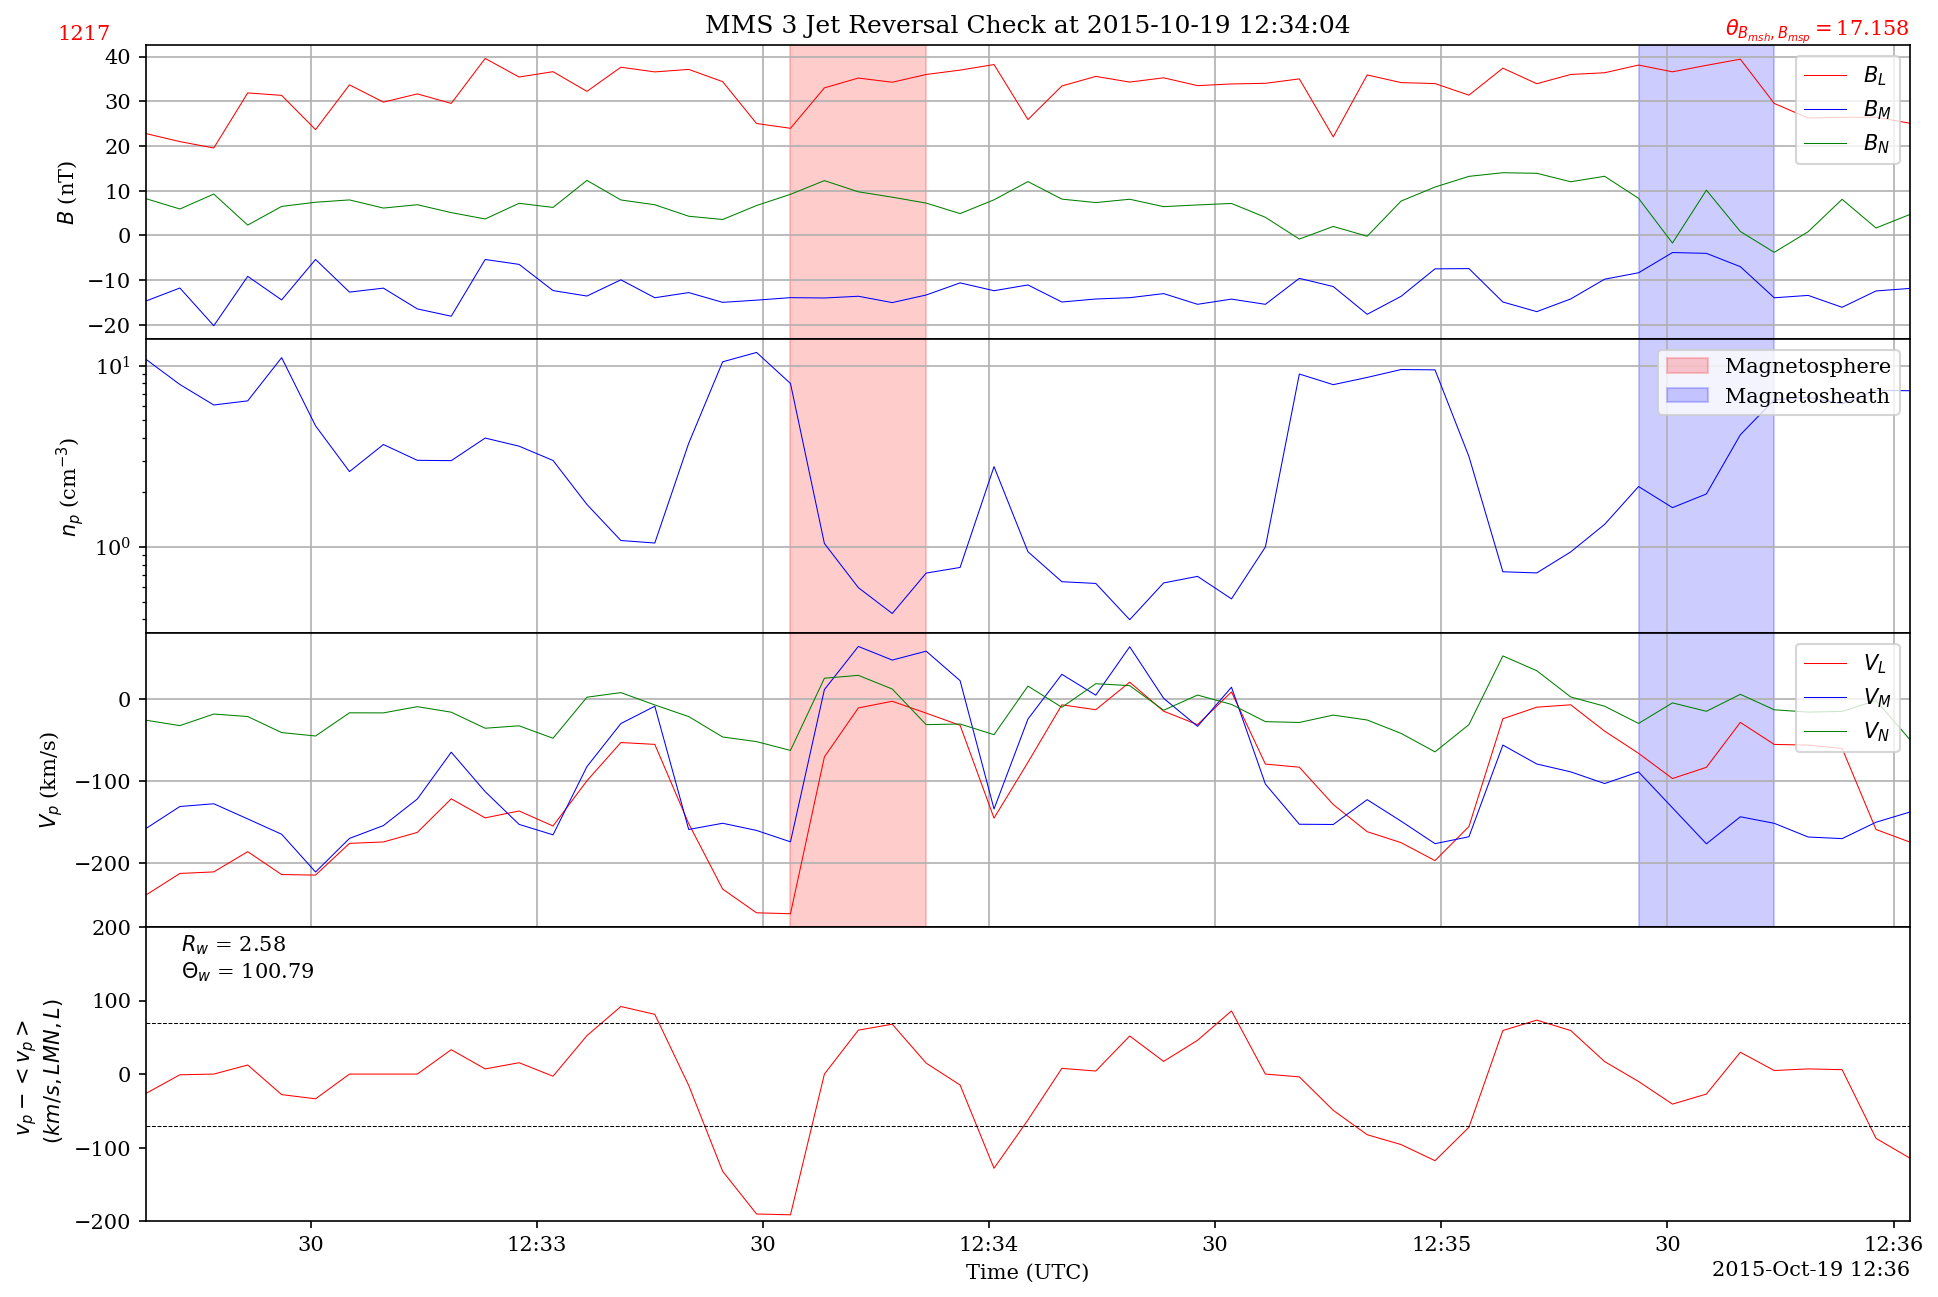 1217
MMS 3 Jet Reversal Check at 2015-10-19 12:34:04
θ_{B_{msh}, B_{msp}} = 17.158
40
30
20
10
0
−10
−20
B (nT)
B_L
B_M
B_N
10^1
10^0
n_p (cm^{−3})
Magnetosphere
Magnetosheath
0
−100
−200
V_p (km/s)
V_L
V_M
V_N
200
100
0
−100
−200
v_p − < v_p >
(km/s, LMN, L)
R_w = 2.58
Θ_w = 100.79
30
12:33
30
12:34
30
12:35
30
12:36
Time (UTC)
2015-Oct-19 12:36